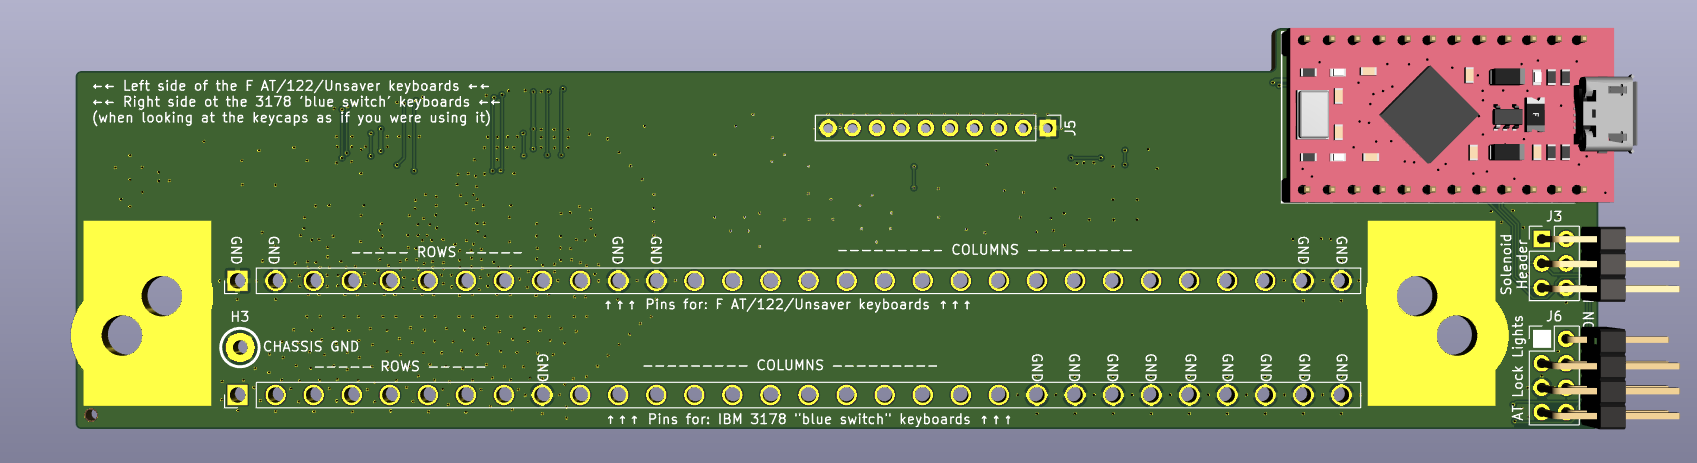 ←← Left side of the F AT/122/Unsaver keyboards ←←
←← Right side ot the 3178 'blue switch' keyboards ←←
(when looking at the keycaps as if you were using it)
J5
F
J3
Solenoid
Header
GND
GND
------ ROWS ------
GND
GND
--------- COLUMNS ---------
GND
GND
↑↑↑ Pins for: F AT/122/Unsaver keyboards ↑↑↑
H3
CHASSIS GND
J6
AT Lock Lights
------ ROWS ------
GND
--------- COLUMNS ---------
GND
GND
GND
GND
GND
GND
GND
GND
GND
↑↑↑ Pins for: IBM 3178 "blue switch" keyboards ↑↑↑